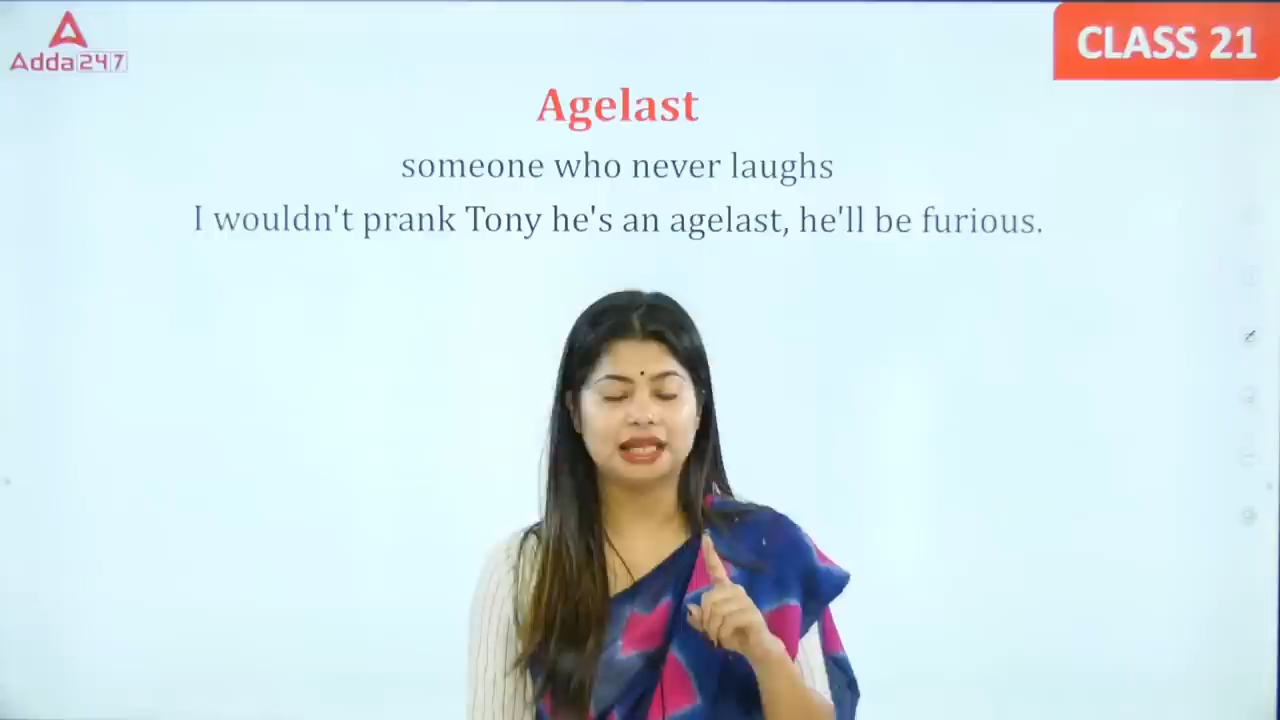 Adda247
CLASS 21
Agelast
someone who never laughs
I wouldn't prank Tony he's an agelast, he'll be furious.